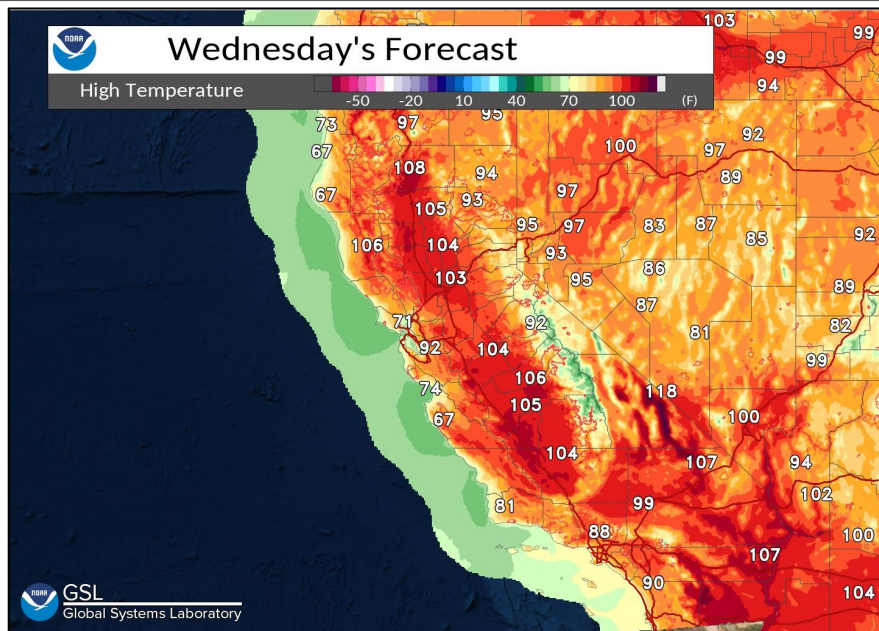 NOAA
Wednesday's Forecast
High Temperature
-50 -20 10 40 70 100 (F)
103
99
99
94
73 97 95
67 100 97 92
108 94 89
67 93 97
105
95 97 83 87
106 104 93 85 92
103 95 86
87 89
71 92 81 82
92 104 99
74 106 118
67 105 100
104 107 94
81 99 102
88 107 100
90 104
NOAA
GSL
Global Systems Laboratory